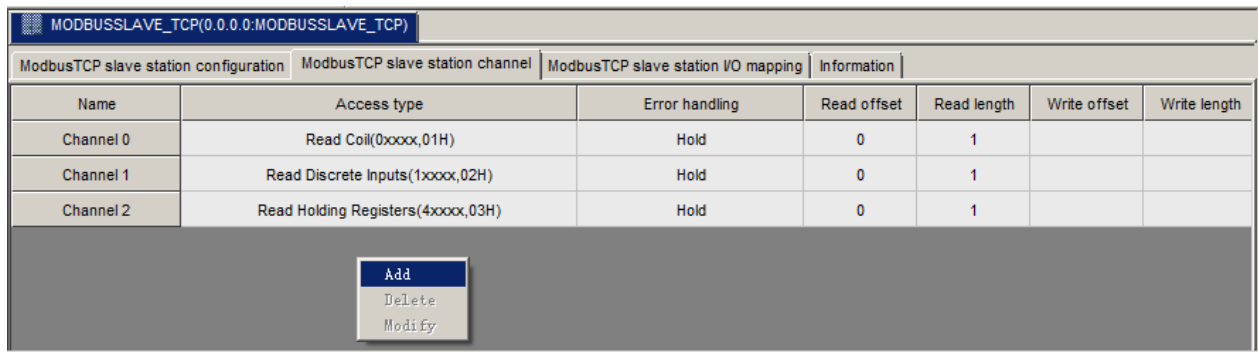 MODBUSSLAVE_TCP(0.0.0.0:MODBUSSLAVE_TCP)
ModbusTCP slave station configuration ModbusTCP slave station channel ModbusTCP slave station I/O mapping Information
Name Access type Error handling Read offset Read length Write offset Write length
Channel 0 Read Coil(0xxxx,01H) Hold 0 1
Channel 1 Read Discrete Inputs(1xxxx,02H) Hold 0 1
Channel 2 Read Holding Registers(4xxxx,03H) Hold 0 1
Add
Delete
Modify